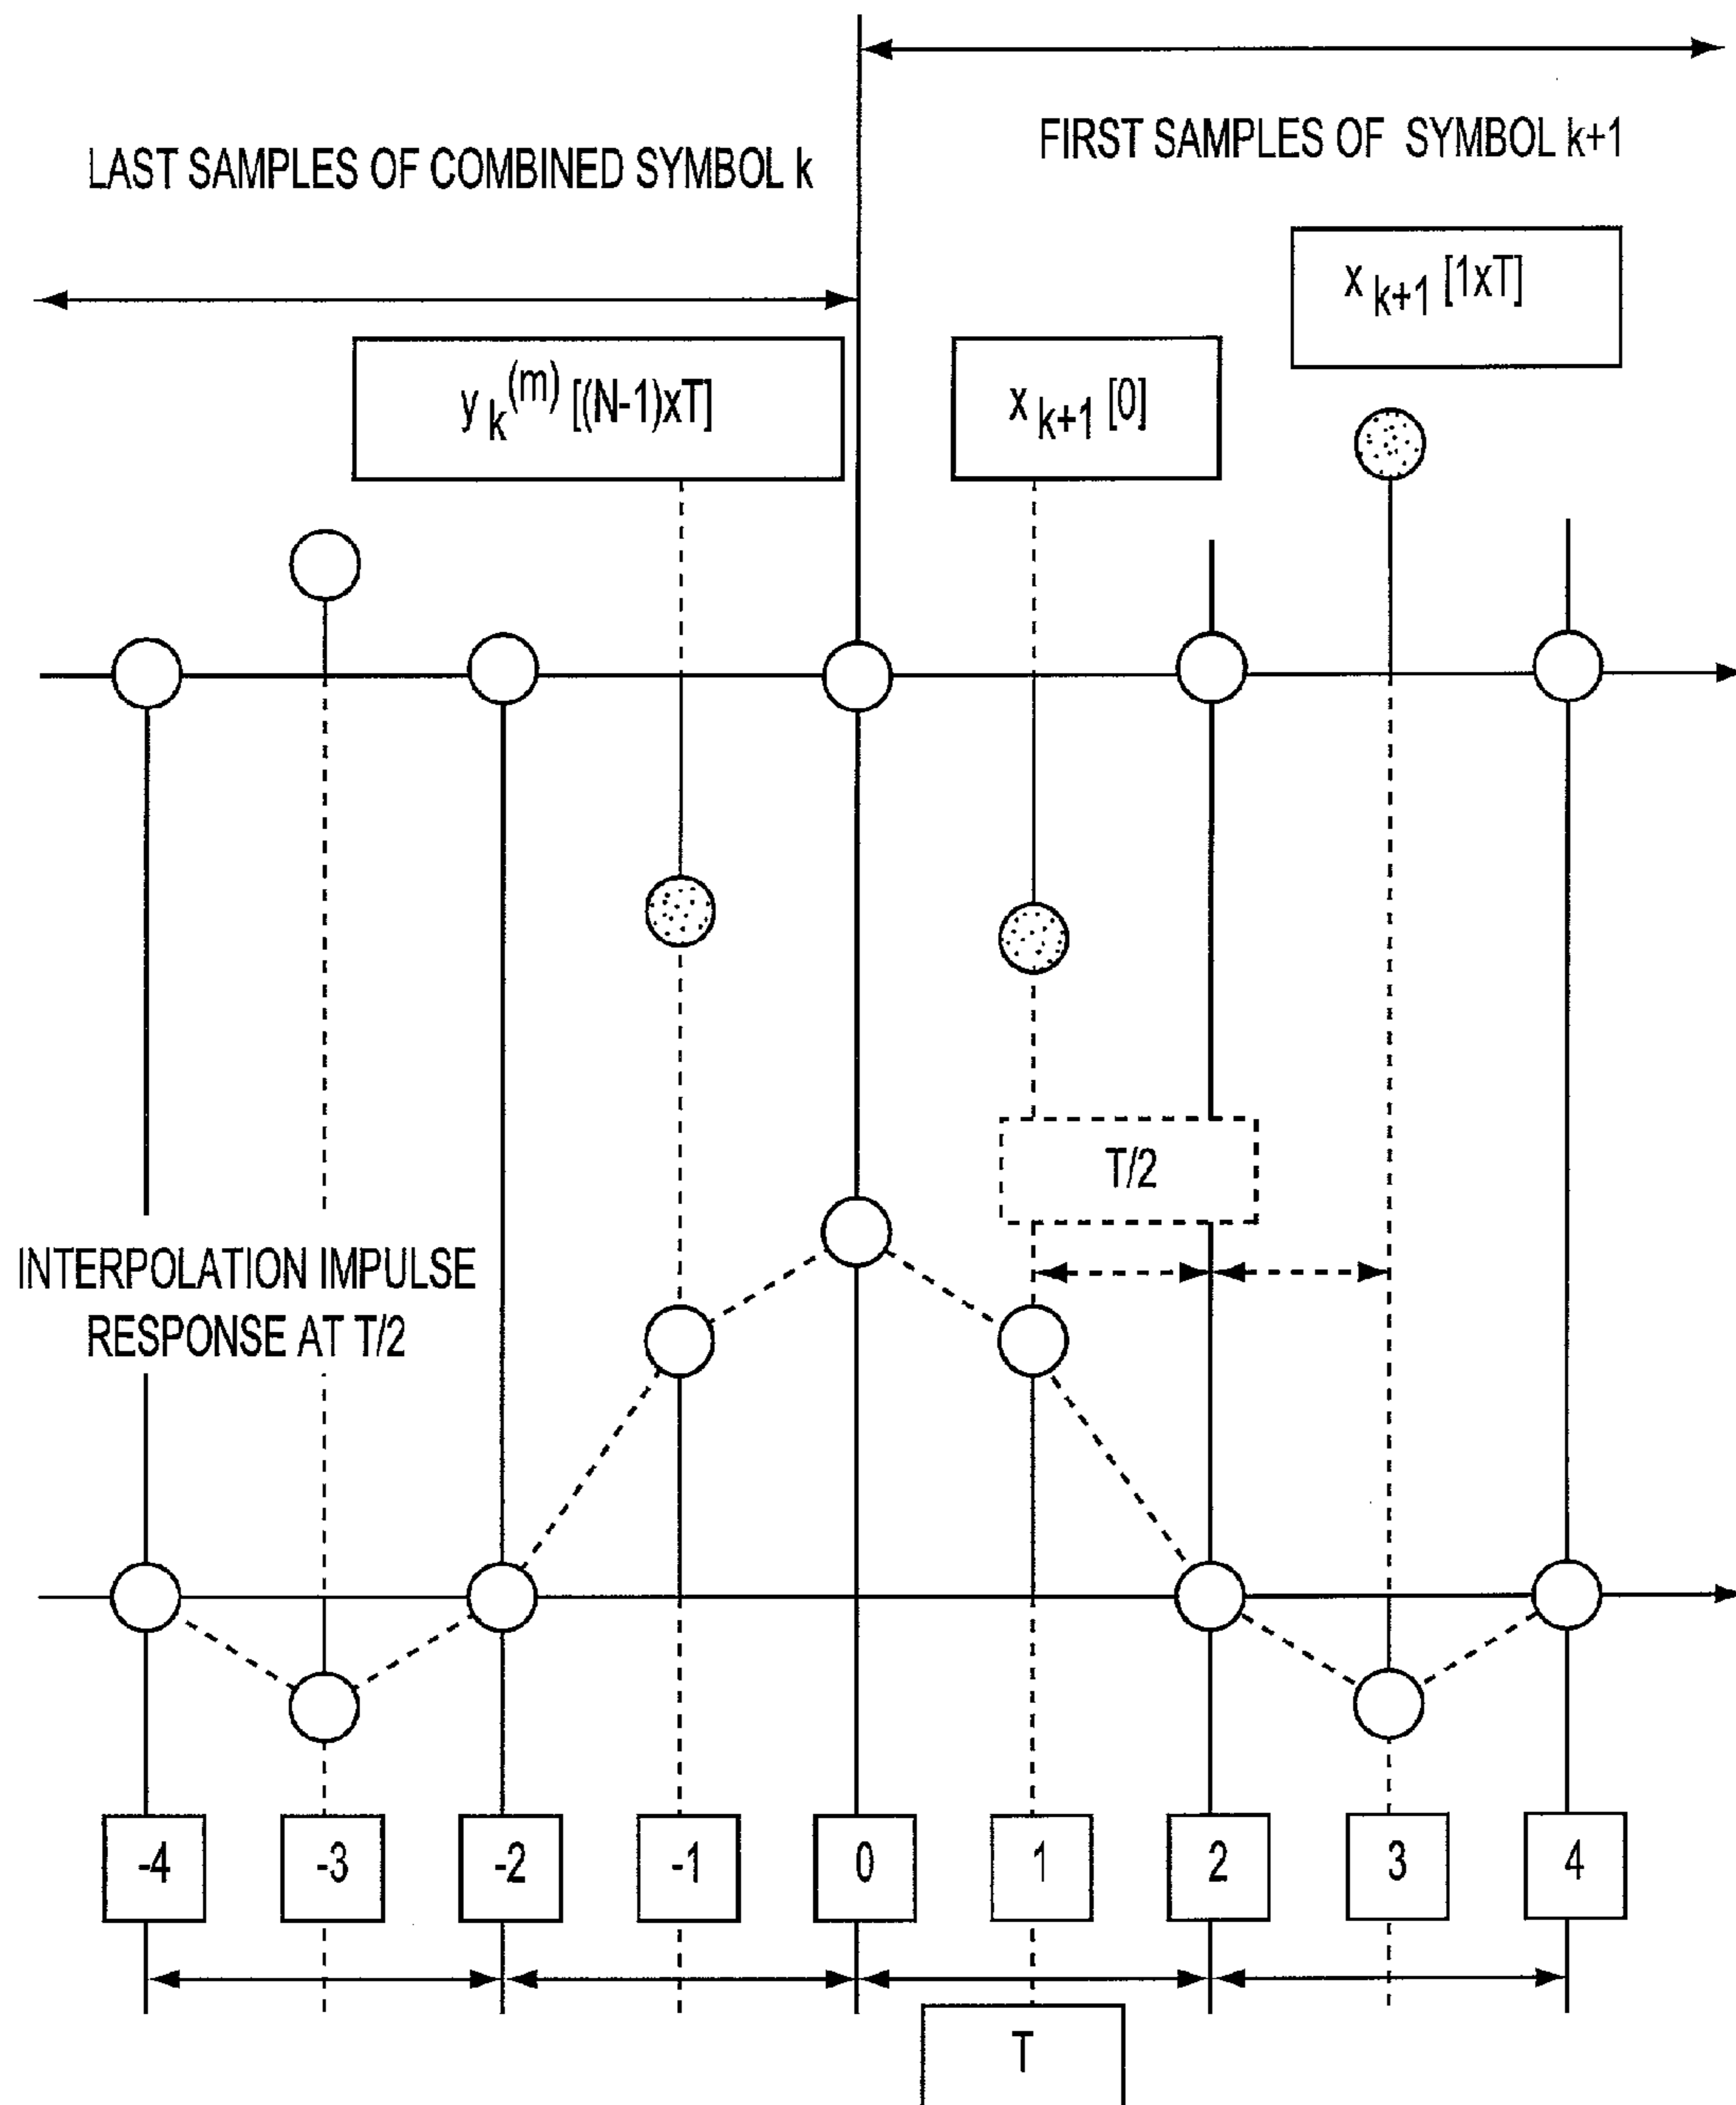 LAST SAMPLES OF COMBINED SYMBOL k
FIRST SAMPLES OF SYMBOL k+1
x k+1 [1xT]
y k (m) [(N-1)xT]
x k+1 [0]
T/2
INTERPOLATION IMPULSE
RESPONSE AT T/2
-4 -3 -2 -1 0 1 2 3 4
T